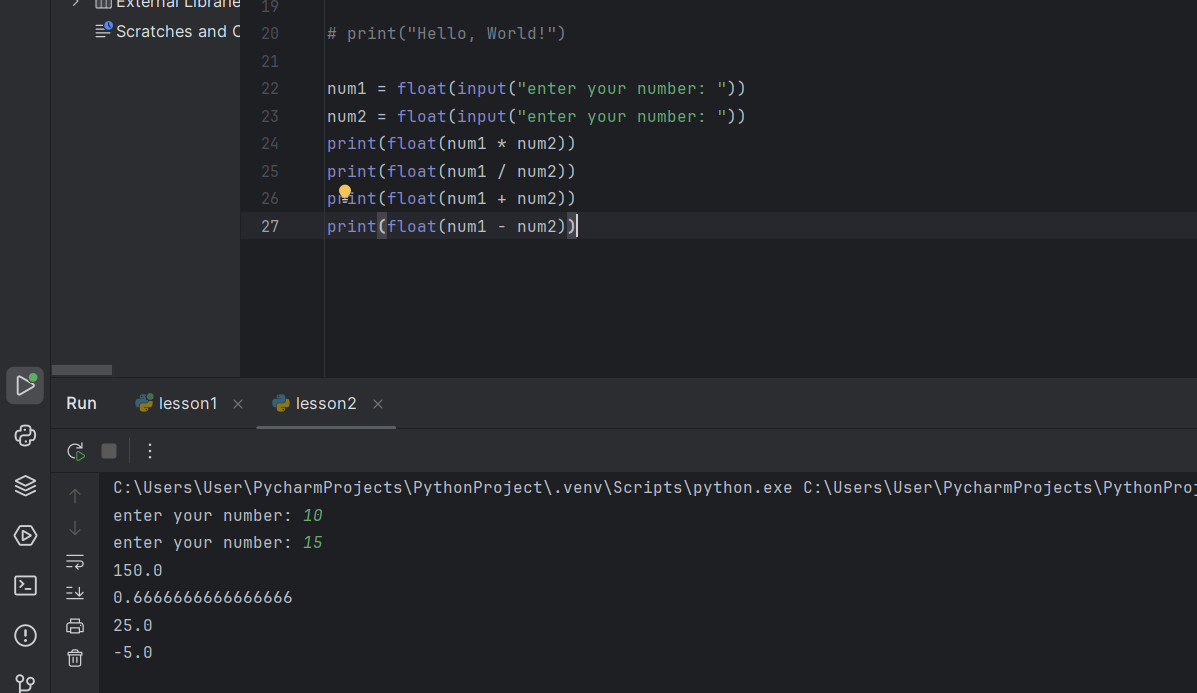 External Librarie
Scratches and C
19
20 # print("Hello, World!")
21
22 num1 = float(input("enter your number: "))
23 num2 = float(input("enter your number: "))
24 print(float(num1 * num2))
25 print(float(num1 / num2))
26 print(float(num1 + num2))
27 print(float(num1 - num2))
Run lesson1 lesson2
C:\Users\User\PycharmProjects\PythonProject\.venv\Scripts\python.exe C:\Users\User\PycharmProjects\PythonProj
enter your number: 10
enter your number: 15
150.0
0.6666666666666666
25.0
-5.0